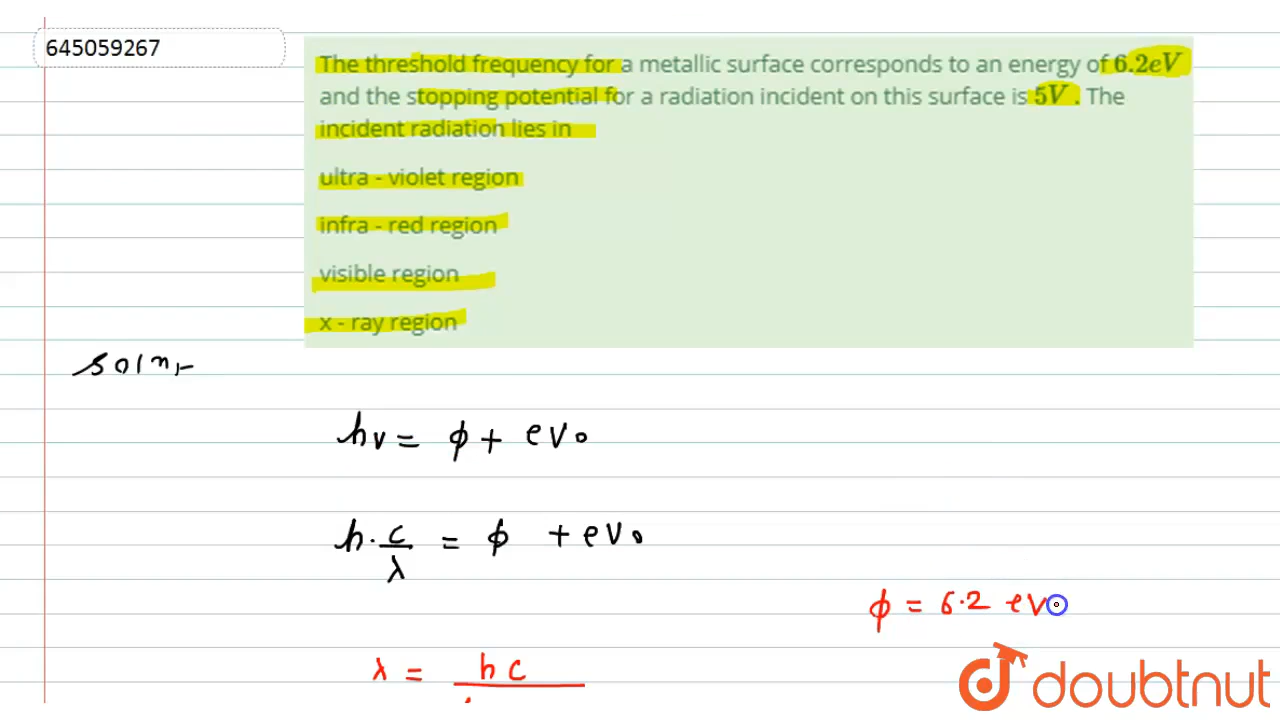 645059267
The threshold frequency for a metallic surface corresponds to an energy of 6.2eV
and the stopping potential for a radiation incident on this surface is 5V . The
incident radiation lies in
ultra - violet region
infra - red region
visible region
x - ray region
Soln:-
hν = ϕ + eV₀
h · c/λ = ϕ + eV₀
ϕ = 6.2 eV
λ = hc
doubtnut